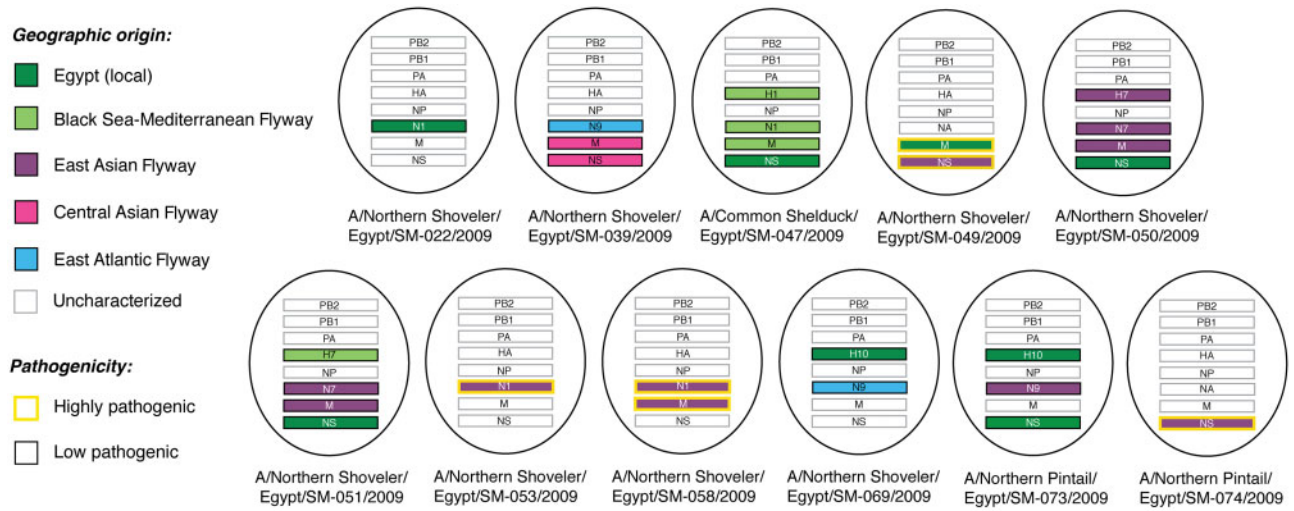 Geographic origin:
Egypt (local)
Black Sea-Mediterranean Flyway
East Asian Flyway
Central Asian Flyway
East Atlantic Flyway
Uncharacterized
Pathogenicity:
Highly pathogenic
Low pathogenic
PB2
PB1
PA
HA
NP
N1
M
NS
A/Northern Shoveler/
Egypt/SM-022/2009
PB2
PB1
PA
HA
NP
N9
M
NS
A/Northern Shoveler/
Egypt/SM-039/2009
PB2
PB1
PA
H1
NP
N1
M
NS
A/Common Shelduck/
Egypt/SM-047/2009
PB2
PB1
PA
HA
NP
NA
M
NS
A/Northern Shoveler/
Egypt/SM-049/2009
PB2
PB1
PA
H7
NP
N7
M
NS
A/Northern Shoveler/
Egypt/SM-050/2009
PB2
PB1
PA
H7
NP
N7
M
NS
A/Northern Shoveler/
Egypt/SM-051/2009
PB2
PB1
PA
HA
NP
N1
M
NS
A/Northern Shoveler/
Egypt/SM-053/2009
PB2
PB1
PA
HA
NP
N1
M
NS
A/Northern Shoveler/
Egypt/SM-058/2009
PB2
PB1
PA
H10
NP
N9
M
NS
A/Northern Shoveler/
Egypt/SM-069/2009
PB2
PB1
PA
H10
NP
N9
M
NS
A/Northern Pintail/
Egypt/SM-073/2009
PB2
PB1
PA
HA
NP
NA
M
NS
A/Northern Pintail/
Egypt/SM-074/2009